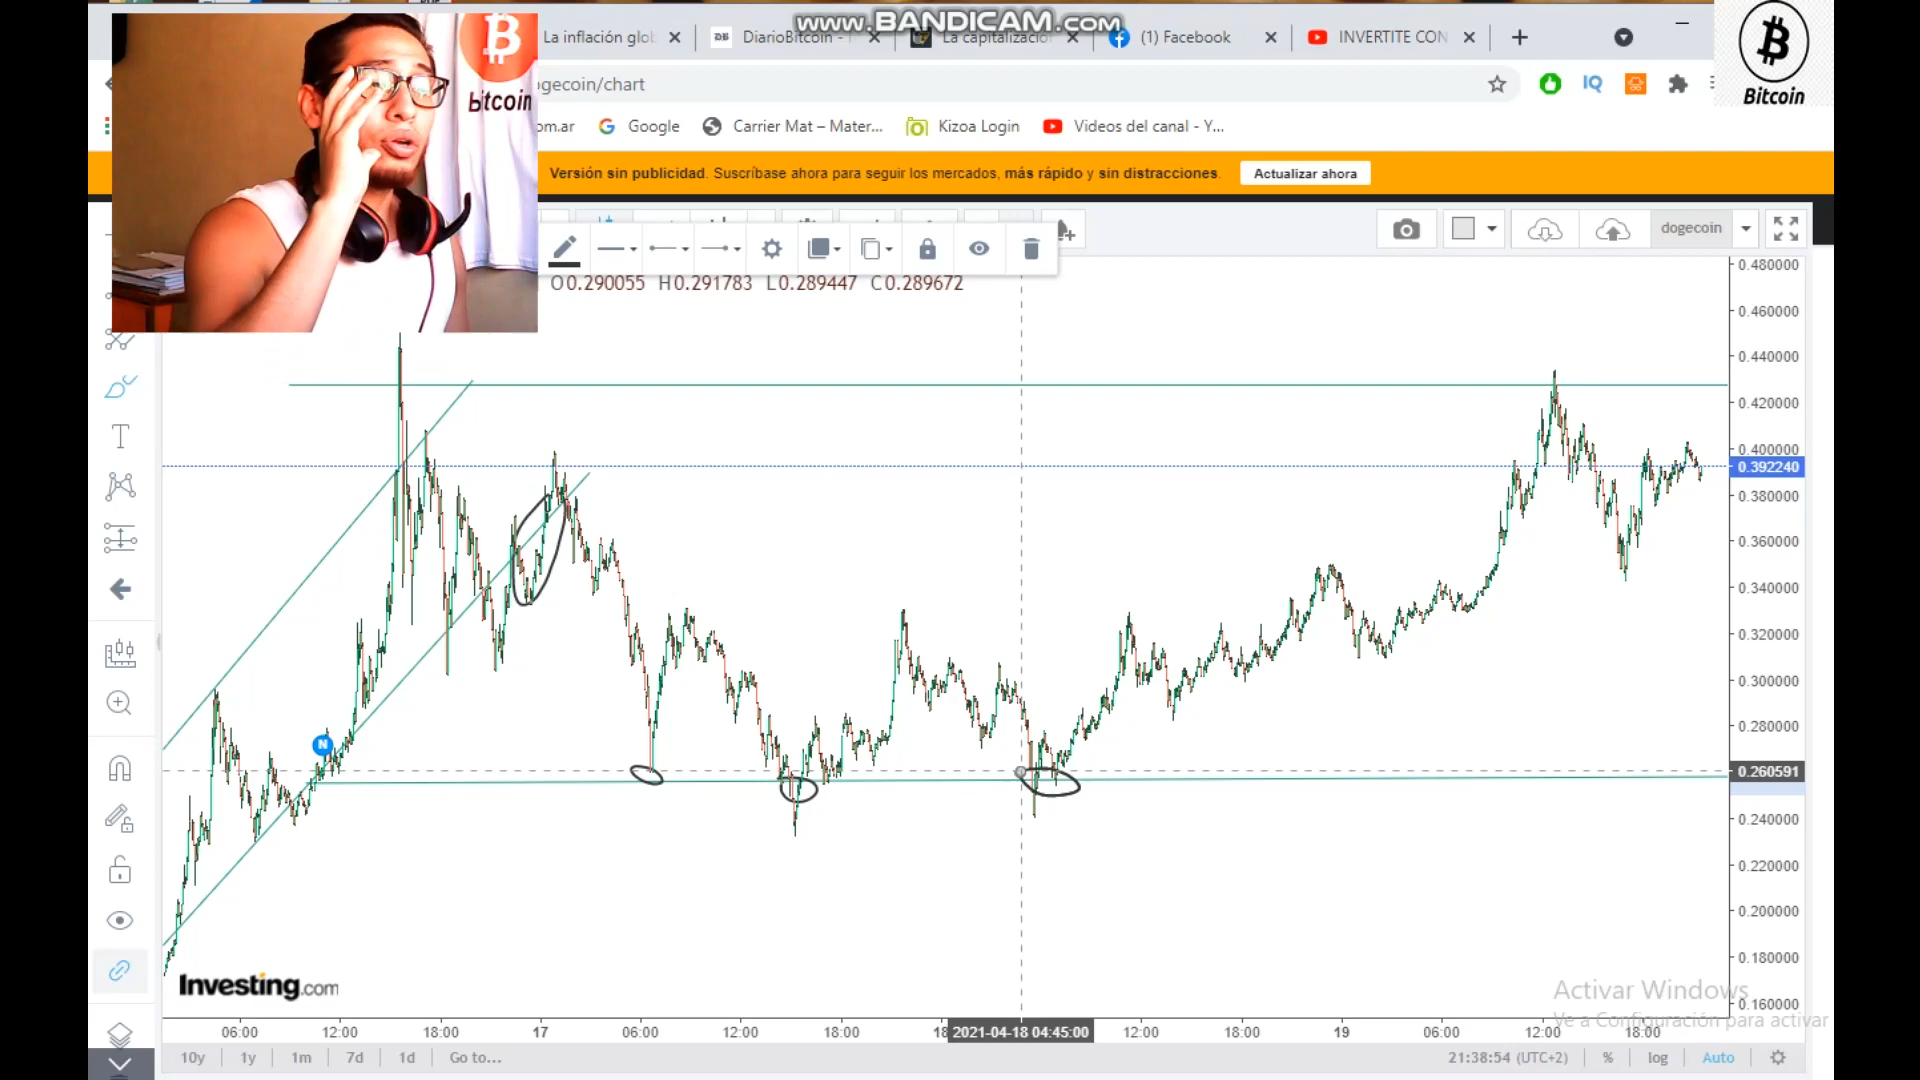 www.BANDICAM.com
La inflación glob
DB DiarioBitcoin -
La capitalización
(1) Facebook
INVERTITE CON
Bitcoin
Bitcoin
gecoin/chart
IQ
om.ar
Google
Carrier Mat – Mater...
Kizoa Login
Videos del canal - Y...
Versión sin publicidad. Suscríbase ahora para seguir los mercados, más rápido y sin distracciones.
Actualizar ahora
dogecoin
O0.290055 H0.291783 L0.289447 C0.289672
0.480000
0.460000
0.440000
0.420000
0.400000
0.392240
0.380000
0.360000
0.340000
0.320000
0.300000
0.280000
0.260591
0.240000
0.220000
0.200000
0.180000
0.160000
T
N
Investing.com
Activar Windows
Ve a Configuración para activar
06:00 12:00 18:00 17 06:00 12:00 18:00 18 2021-04-18 04:45:00 12:00 18:00 19 06:00 12:00 18:00
10y 1y 1m 7d 1d Go to...
21:38:54 (UTC+2) % log Auto